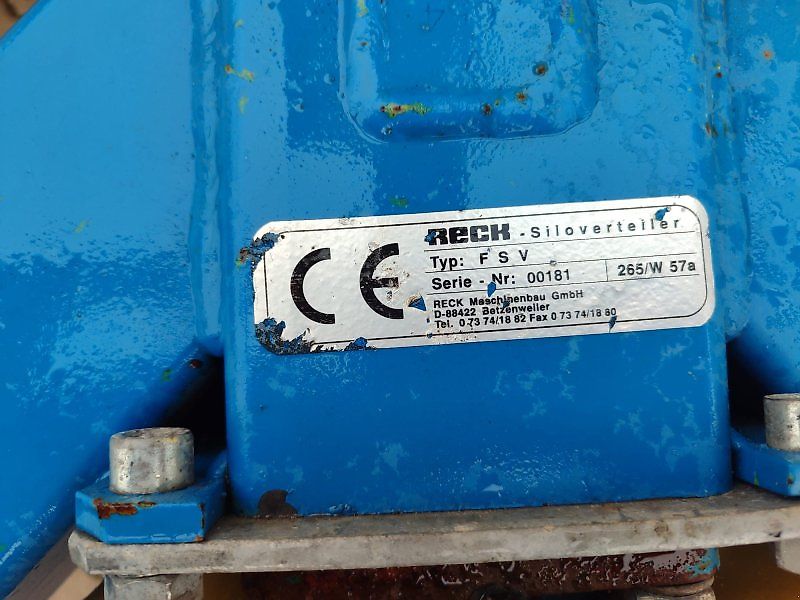 CE
RECK - Siloverteiler
Typ: F S V
Serie - Nr: 00181 265/W 57a
RECK Maschinenbau GmbH
D-88422 Betzenweiler
Tel. 0 73 74/18 82 Fax 0 73 74/18 80